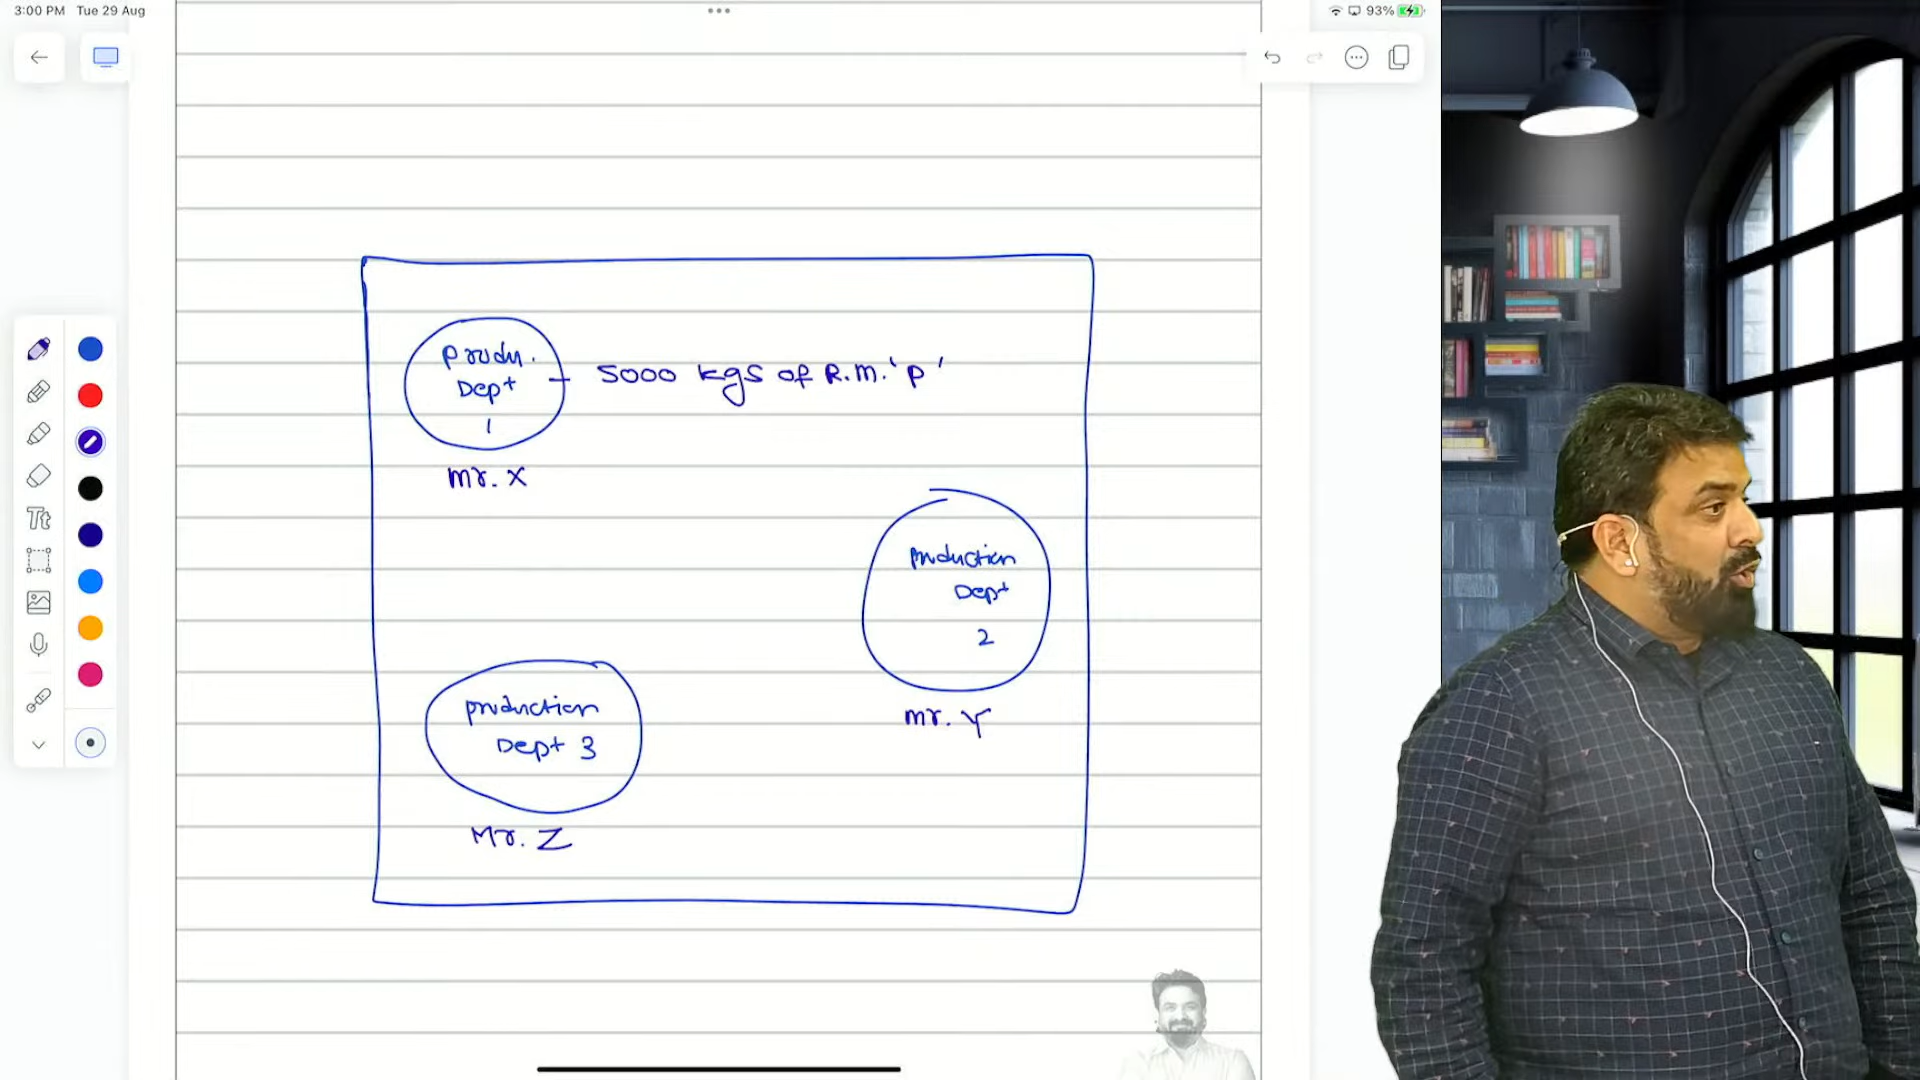 3:00 PM Tue 29 Aug
93%
Produ.
Dept
1
5000 kgs of R.M. 'P'
Mr. X
Production
Dept
2
Mr. Y
Production
Dept 3
Mr. Z
Tt